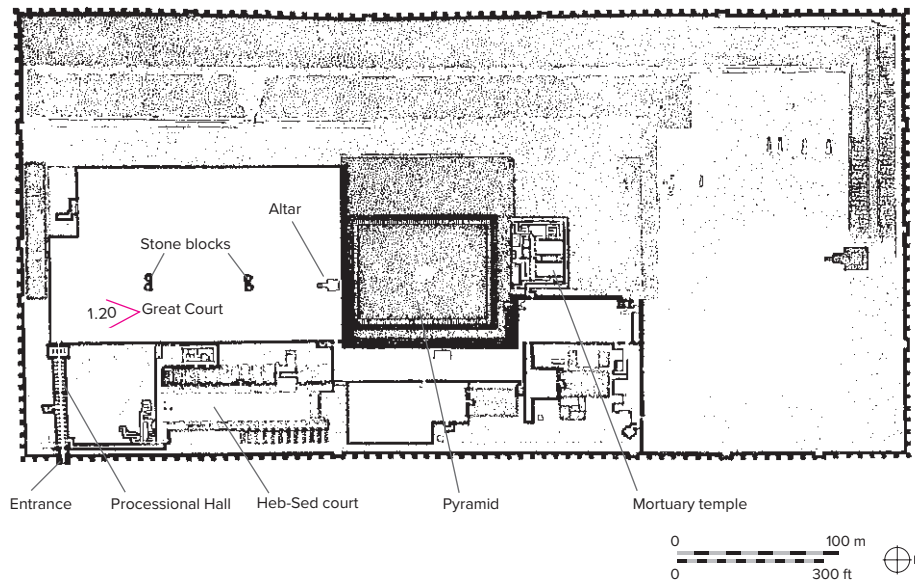 Altar
Stone blocks
1.20
Great Court
Entrance
Processional Hall
Heb-Sed court
Pyramid
Mortuary temple
0
100 m
0
300 ft